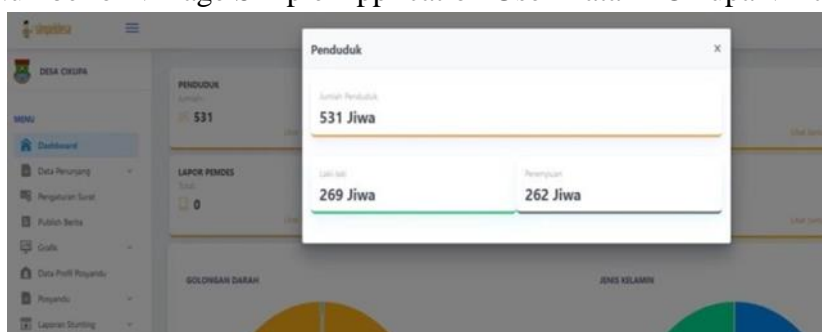 simpeldesa
DESA CIKUPA
MENU
Dashboard
Data Penunjang
Pengaturan Surat
Publish Berita
Grafik
Data Profil Posyandu
Posyandu
Laporan Stunting
PENDUDUK
531
LAPOR PEMDES
Total
0
GOLONGAN DARAH
JENIS KELAMIN
Penduduk
x
Jumlah Penduduk
531 Jiwa
Laki-laki
269 Jiwa
Perempuan
262 Jiwa